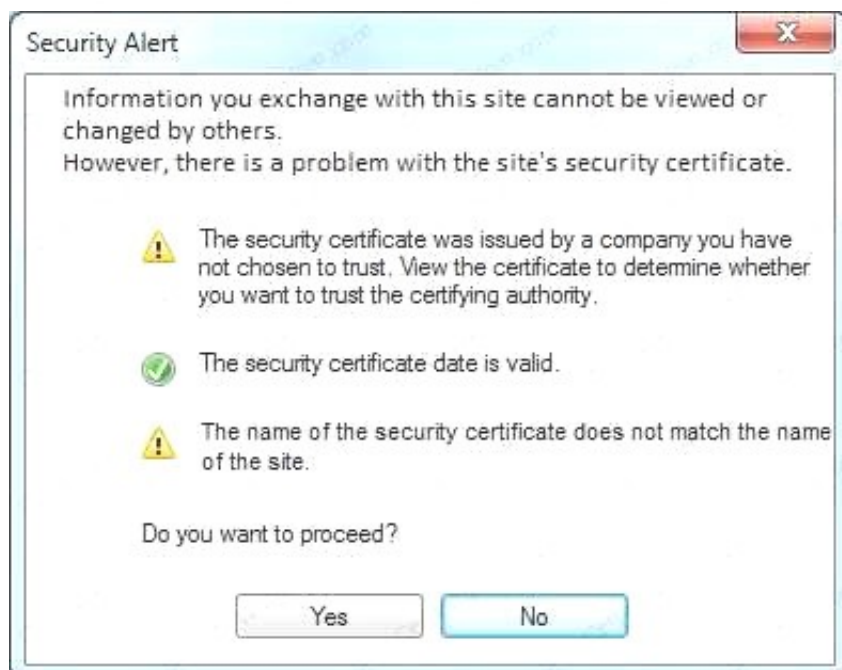 Security Alert
Information you exchange with this site cannot be viewed or
changed by others.
However, there is a problem with the site's security certificate.
The security certificate was issued by a company you have
not chosen to trust. View the certificate to determine whether
you want to trust the certifying authority.
The security certificate date is valid.
The name of the security certificate does not match the name
of the site.
Do you want to proceed?
Yes
No